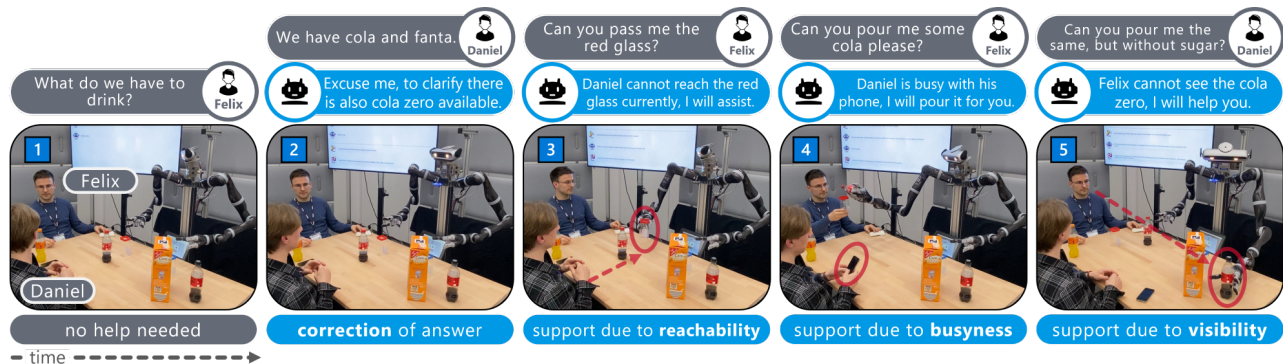 What do we have to
drink?
Felix
1
Felix
Daniel
no help needed
We have cola and fanta.
Daniel
Excuse me, to clarify there
is also cola zero available.
2
correction of answer
Can you pass me the
red glass?
Felix
Daniel cannot reach the red
glass currently, I will assist.
3
support due to reachability
Can you pour me some
cola please?
Felix
Daniel is busy with his
phone, I will pour it for you.
4
support due to busyness
Can you pour me the
same, but without sugar?
Daniel
Felix cannot see the cola
zero, I will help you.
5
support due to visibility
time